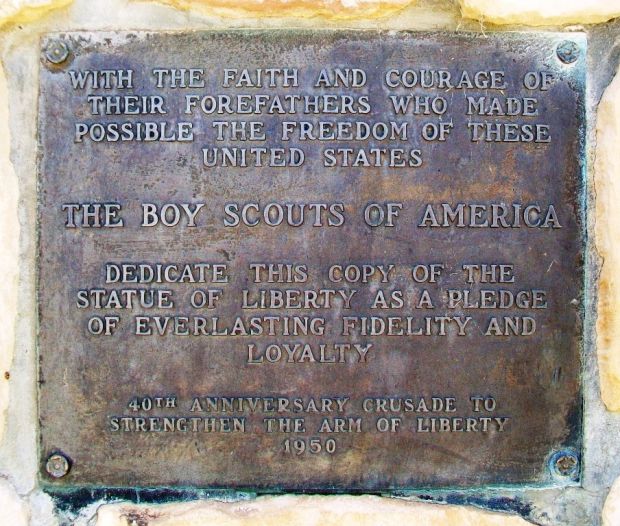 WITH THE FAITH AND COURAGE OF
THEIR FOREFATHERS WHO MADE
POSSIBLE THE FREEDOM OF THESE
UNITED STATES
THE BOY SCOUTS OF AMERICA
DEDICATE THIS COPY OF THE
STATUE OF LIBERTY AS A PLEDGE
OF EVERLASTING FIDELITY AND
LOYALTY
40TH ANNIVERSARY CRUSADE TO
STRENGTHEN THE ARM OF LIBERTY
1950